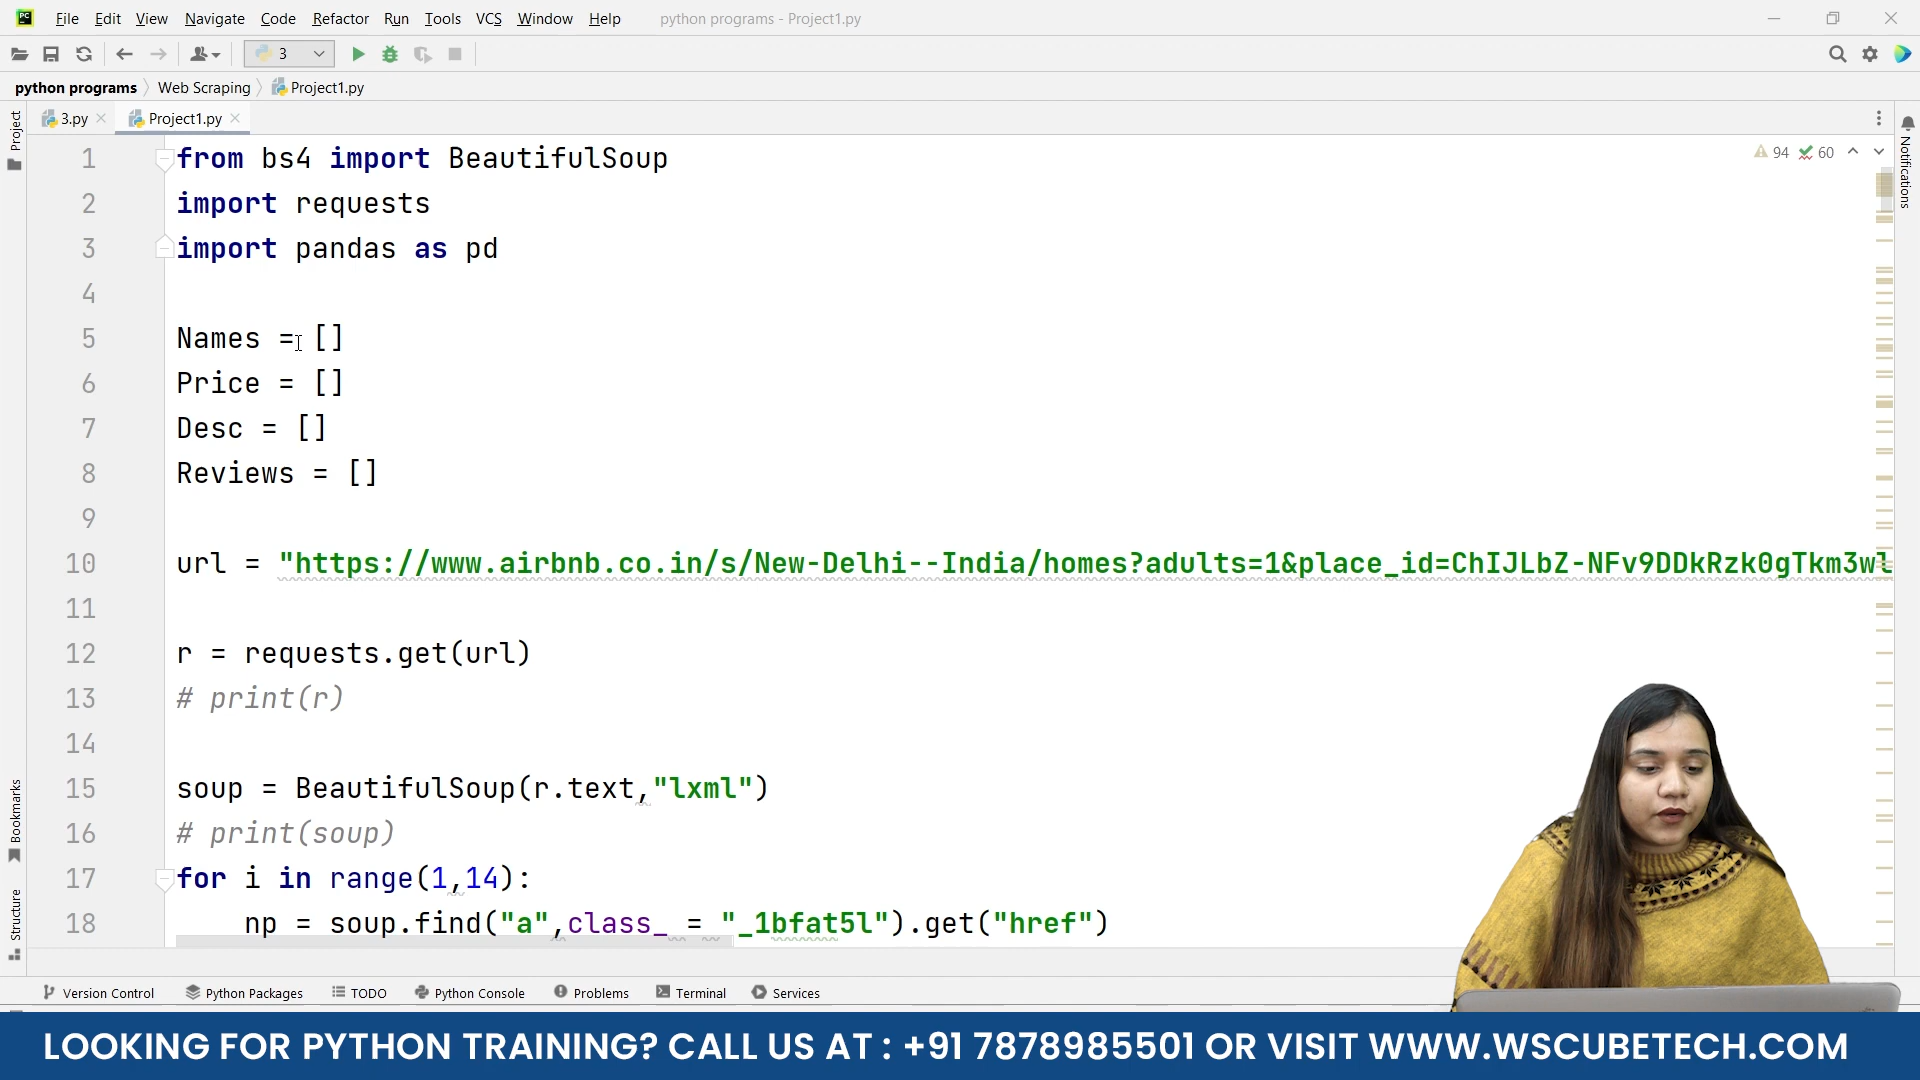 PC File Edit View Navigate Code Refactor Run Tools VCS Window Help python programs - Project1.py
3
python programs Web Scraping Project1.py
3.py Project1.py
Project
Notifications
94 60
1 from bs4 import BeautifulSoup
2 import requests
3 import pandas as pd
4
5 Names = []
6 Price = []
7 Desc = []
8 Reviews = []
9
10 url = "https://www.airbnb.co.in/s/New-Delhi--India/homes?adults=1&place_id=ChIJLbZ-NFv9DDkRzk0gTkm3wl
11
12 r = requests.get(url)
13 # print(r)
14
15 soup = BeautifulSoup(r.text,"lxml")
16 # print(soup)
17 for i in range(1,14):
18 np = soup.find("a",class_ = "_1bfat5l").get("href")
Bookmarks
Structure
Version Control Python Packages TODO Python Console Problems Terminal Services
LOOKING FOR PYTHON TRAINING? CALL US AT : +91 7878985501 OR VISIT WWW.WSCUBETECH.COM